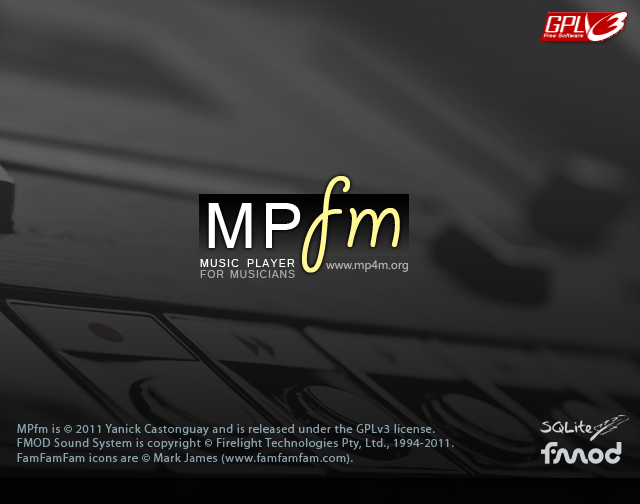 GPLv3
Free Software
MPfm
MUSIC PLAYER
FOR MUSICIANS
www.mp4m.org
MPfm is © 2011 Yanick Castonguay and is released under the GPLv3 license.
FMOD Sound System is copyright © Firelight Technologies Pty, Ltd., 1994-2011.
FamFamFam icons are © Mark James (www.famfamfam.com).
SQLite
fmod